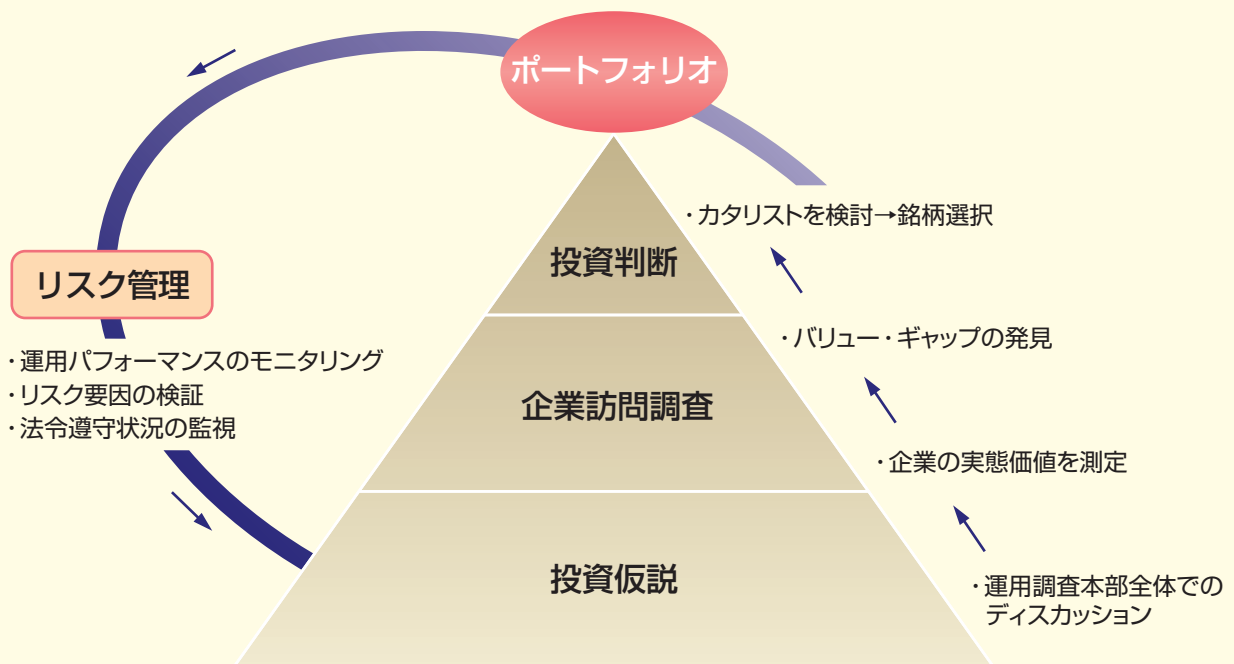 ポートフォリオ
・カタリストを検討→銘柄選択
投資判断
リスク管理
・バリュー・ギャップの発見
・運用パフォーマンスのモニタリング
・リスク要因の検証
・法令遵守状況の監視
企業訪問調査
・企業の実態価値を測定
投資仮説
・運用調査本部全体での
ディスカッション